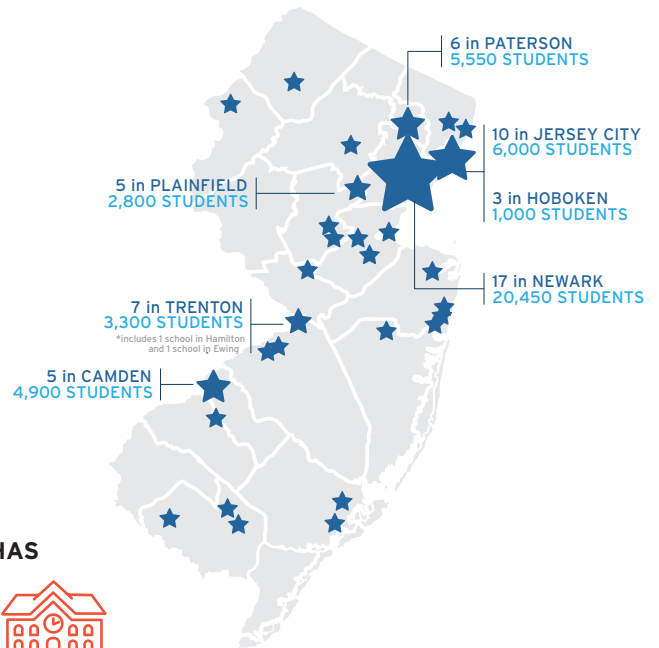 6 in PATERSON
5,550 STUDENTS
10 in JERSEY CITY
6,000 STUDENTS
5 in PLAINFIELD
2,800 STUDENTS
3 in HOBOKEN
1,000 STUDENTS
17 in NEWARK
20,450 STUDENTS
7 in TRENTON
3,300 STUDENTS
*includes 1 school in Hamilton
and 1 school in Ewing
5 in CAMDEN
4,900 STUDENTS
HAS